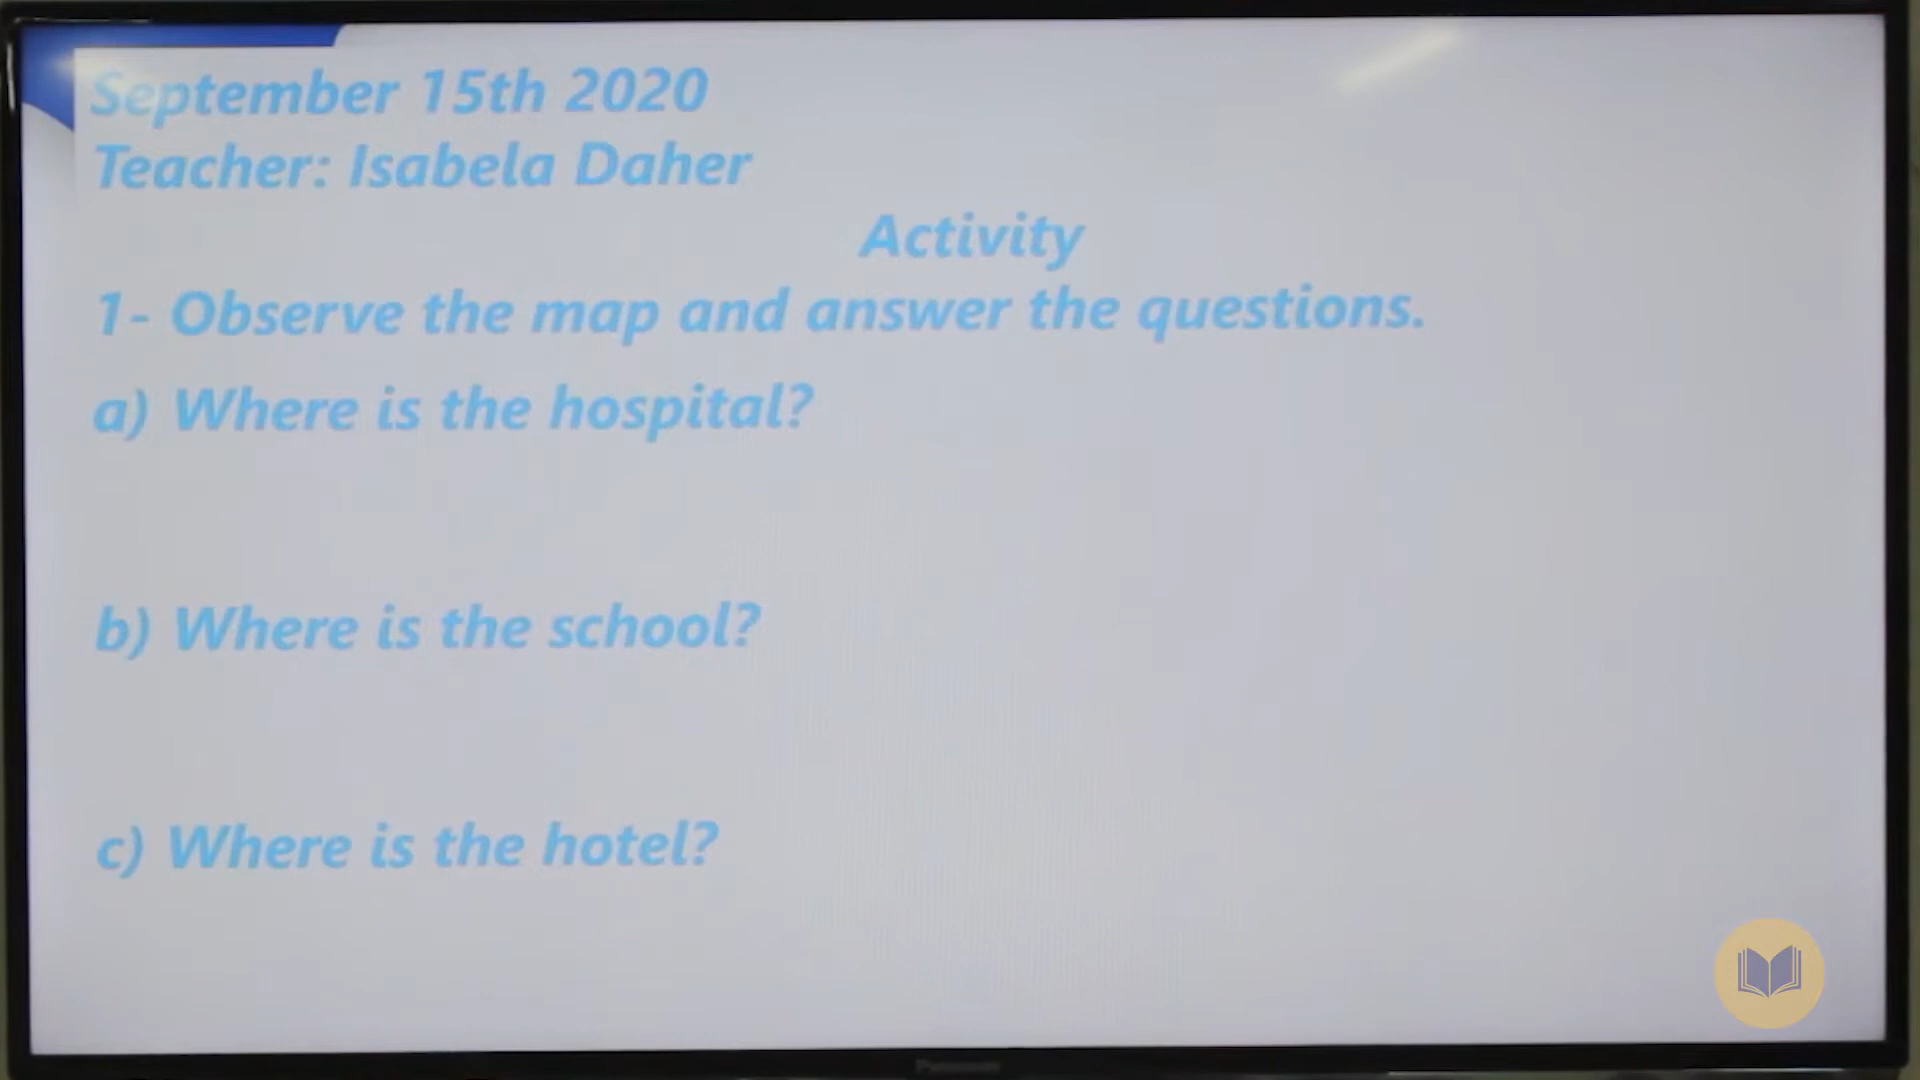 September 15th 2020
Teacher: Isabela Daher
Activity
1- Observe the map and answer the questions.
a) Where is the hospital?
b) Where is the school?
c) Where is the hotel?
Panasonic